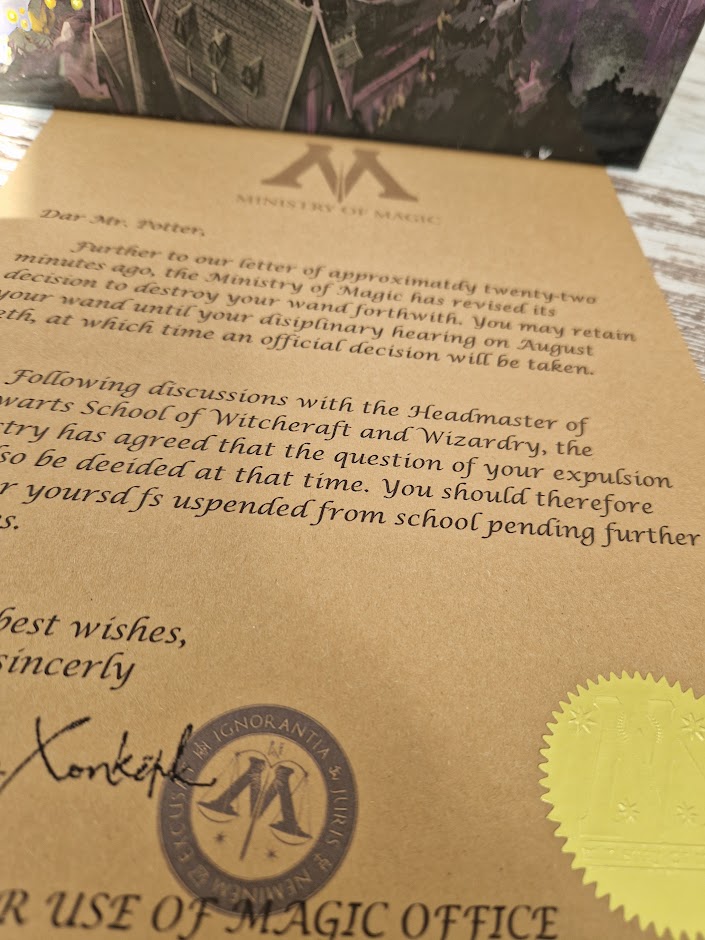 MINISTRY OF MAGIC
Dar Mr. Potter,
Further to our letter of approximatdy twenty-two
minutes ago, the Ministry of Magic has revised its
decision to destroy your wand forthwith. You may retain
your wand until your disiplinary hearing on August
eth, at which time an official decision will be taken.
Following discussions with the Headmaster of
warts School of Witcheraft and Wizardry, the
stry has agreed that the question of your expulsion
so be deeided at that time. You should therefore
r yoursd fs uspended from school pending further
s.
best wishes,
sincerly
IGNORANTIA JURIS NEMINEM EXCUSAT
R USE OF MAGIC OFFICE